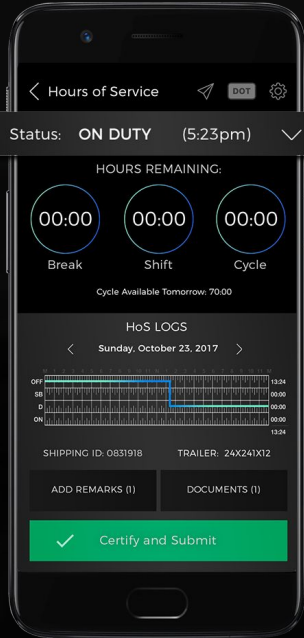 Hours of Service
DOT
Status: ON DUTY (5:23pm)
HOURS REMAINING:
00:00 00:00 00:00
Break Shift Cycle
Cycle Available Tomorrow: 70:00
HoS LOGS
Sunday, October 23, 2017
OFF 13:24
SB 00:00
D 00:00
ON 00:00
13:24
SHIPPING ID: 0831918 TRAILER: 24X241X12
ADD REMARKS (1) DOCUMENTS (1)
Certify and Submit